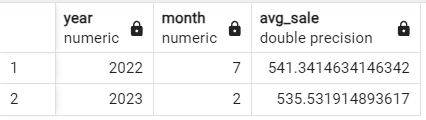 year month avg_sale
numeric numeric double precision
1 2022 7 541.3414634146342
2 2023 2 535.531914893617